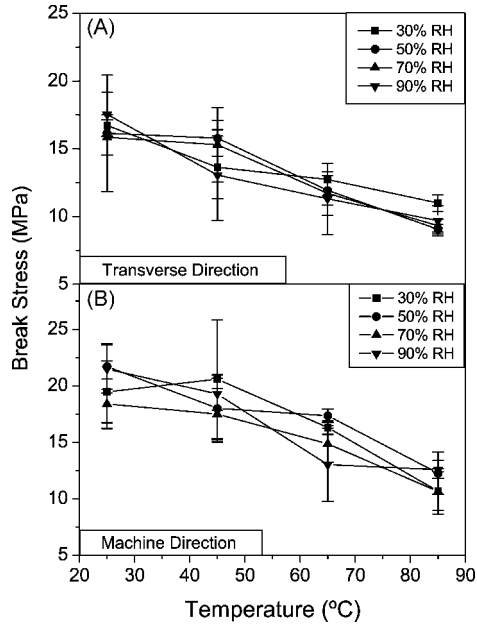 (A)
30% RH
50% RH
70% RH
90% RH
25
20
15
10
5
Transverse Direction
Break Stress (MPa)
(B)
30% RH
50% RH
70% RH
90% RH
25
20
15
10
5
Machine Direction
20 30 40 50 60 70 80 90
Temperature (ºC)